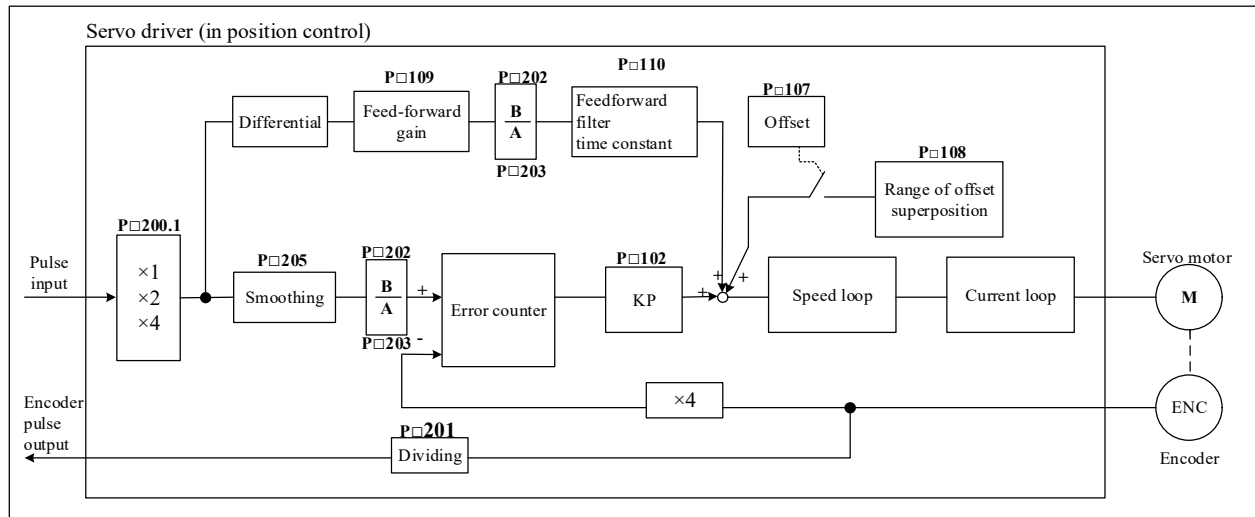 Servo driver (in position control)
P□109
P□202
P□110
P□107
Differential
Feed-forward
gain
B
A
Feedforward
filter
time constant
Offset
P□203
P□108
Range of offset
superposition
P□200.1
Pulse
input
×1
×2
×4
P□205
Smoothing
P□202
B
A
P□203
+
-
Error counter
P□102
KP
+
+
+
Speed loop
Current loop
Servo motor
M
×4
ENC
Encoder
Encoder
pulse
output
P□201
Dividing